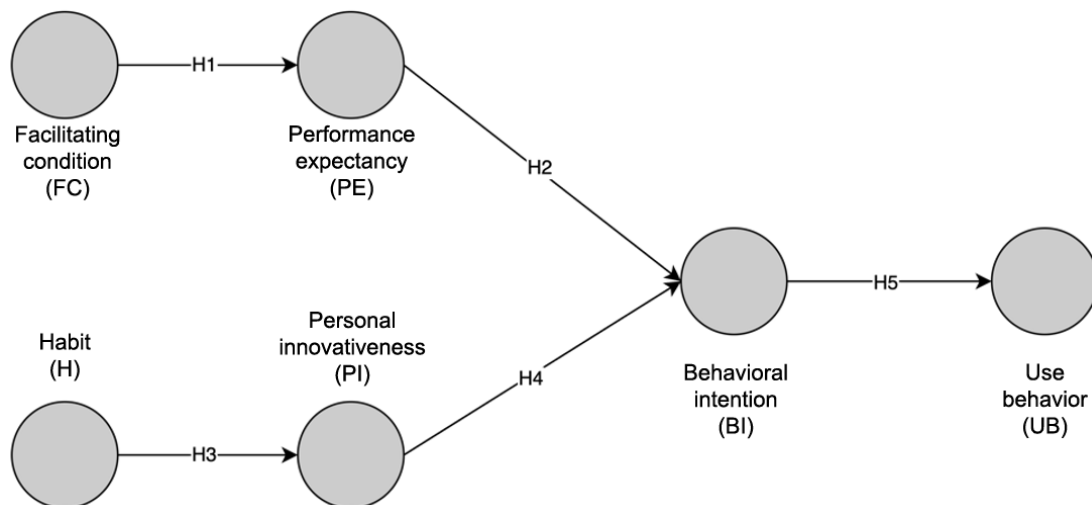 H1
Facilitating
condition
(FC)
Performance
expectancy
(PE)
H2
Habit
(H)
Personal
innovativeness
(PI)
H3
H4
Behavioral
intention
(BI)
H5
Use
behavior
(UB)